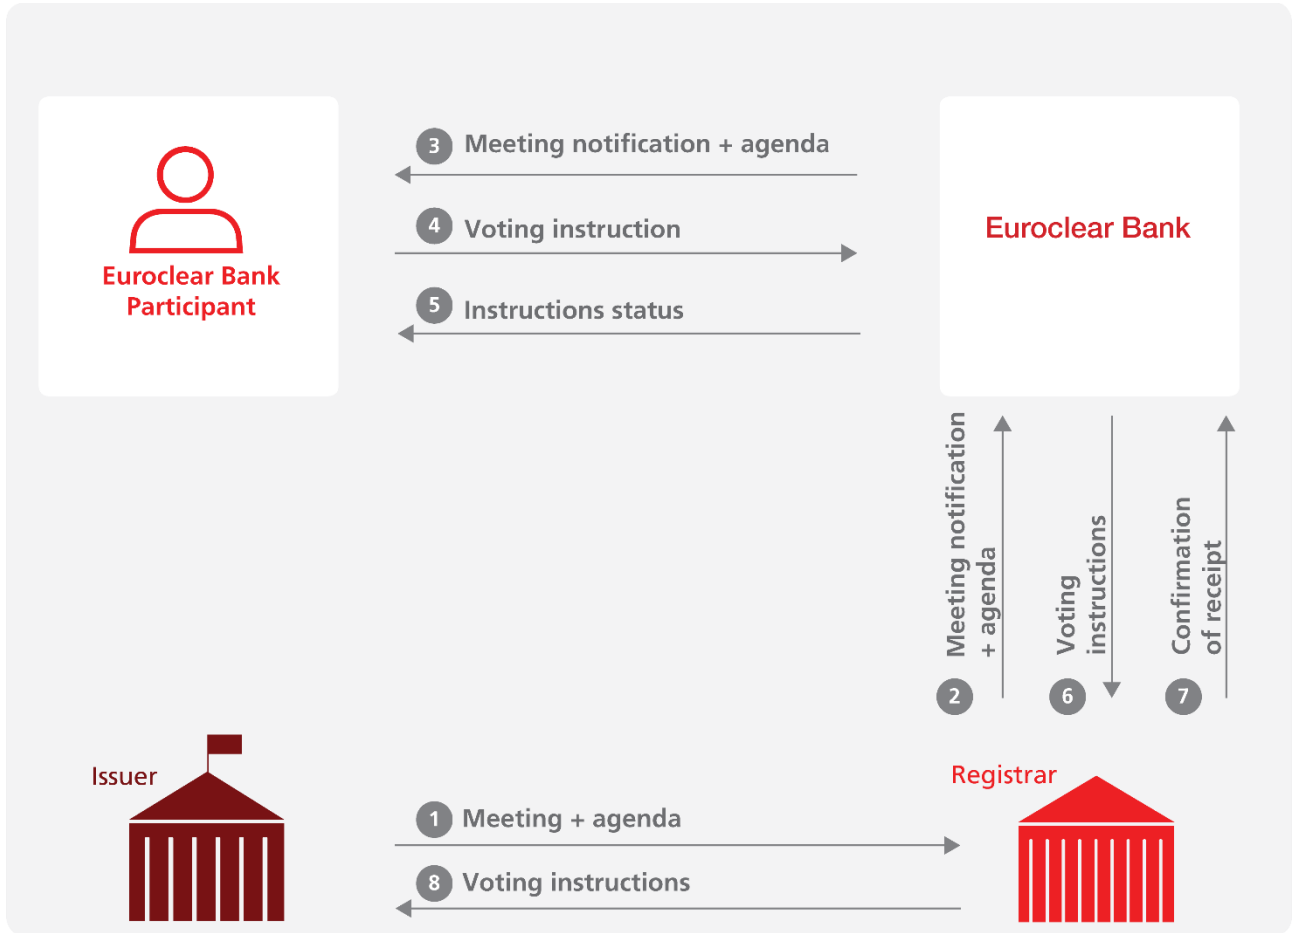 3 Meeting notification + agenda
4 Voting instruction
5 Instructions status
Euroclear Bank
Participant
Euroclear Bank
Meeting notification
+ agenda
2
Voting
instructions
6
Confirmation
of receipt
7
Issuer
Registrar
1 Meeting + agenda
8 Voting instructions